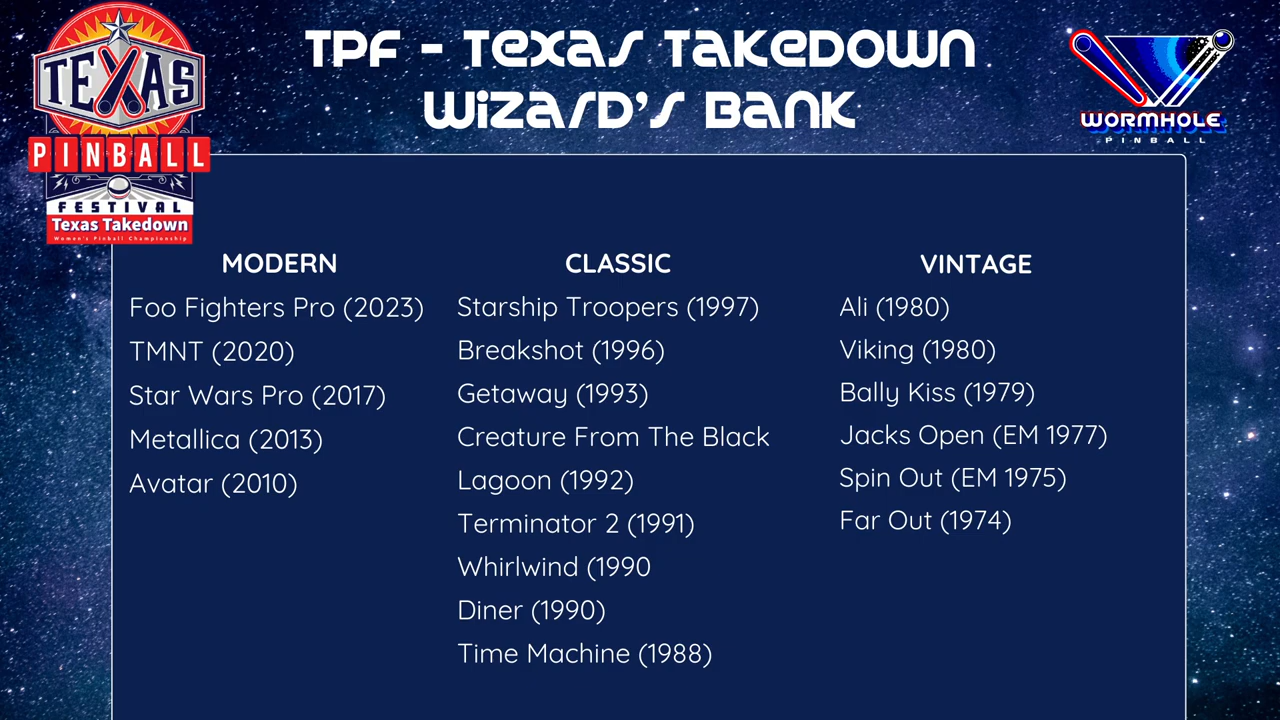 TPF - Texas Takedown
Wizard's Bank
TEXAS
PINBALL
FESTIVAL
Texas Takedown
Women's Pinball Championship
WORMHOLE
PINBALL
MODERN
Foo Fighters Pro (2023)
TMNT (2020)
Star Wars Pro (2017)
Metallica (2013)
Avatar (2010)
CLASSIC
Starship Troopers (1997)
Breakshot (1996)
Getaway (1993)
Creature From The Black
Lagoon (1992)
Terminator 2 (1991)
Whirlwind (1990
Diner (1990)
Time Machine (1988)
VINTAGE
Ali (1980)
Viking (1980)
Bally Kiss (1979)
Jacks Open (EM 1977)
Spin Out (EM 1975)
Far Out (1974)